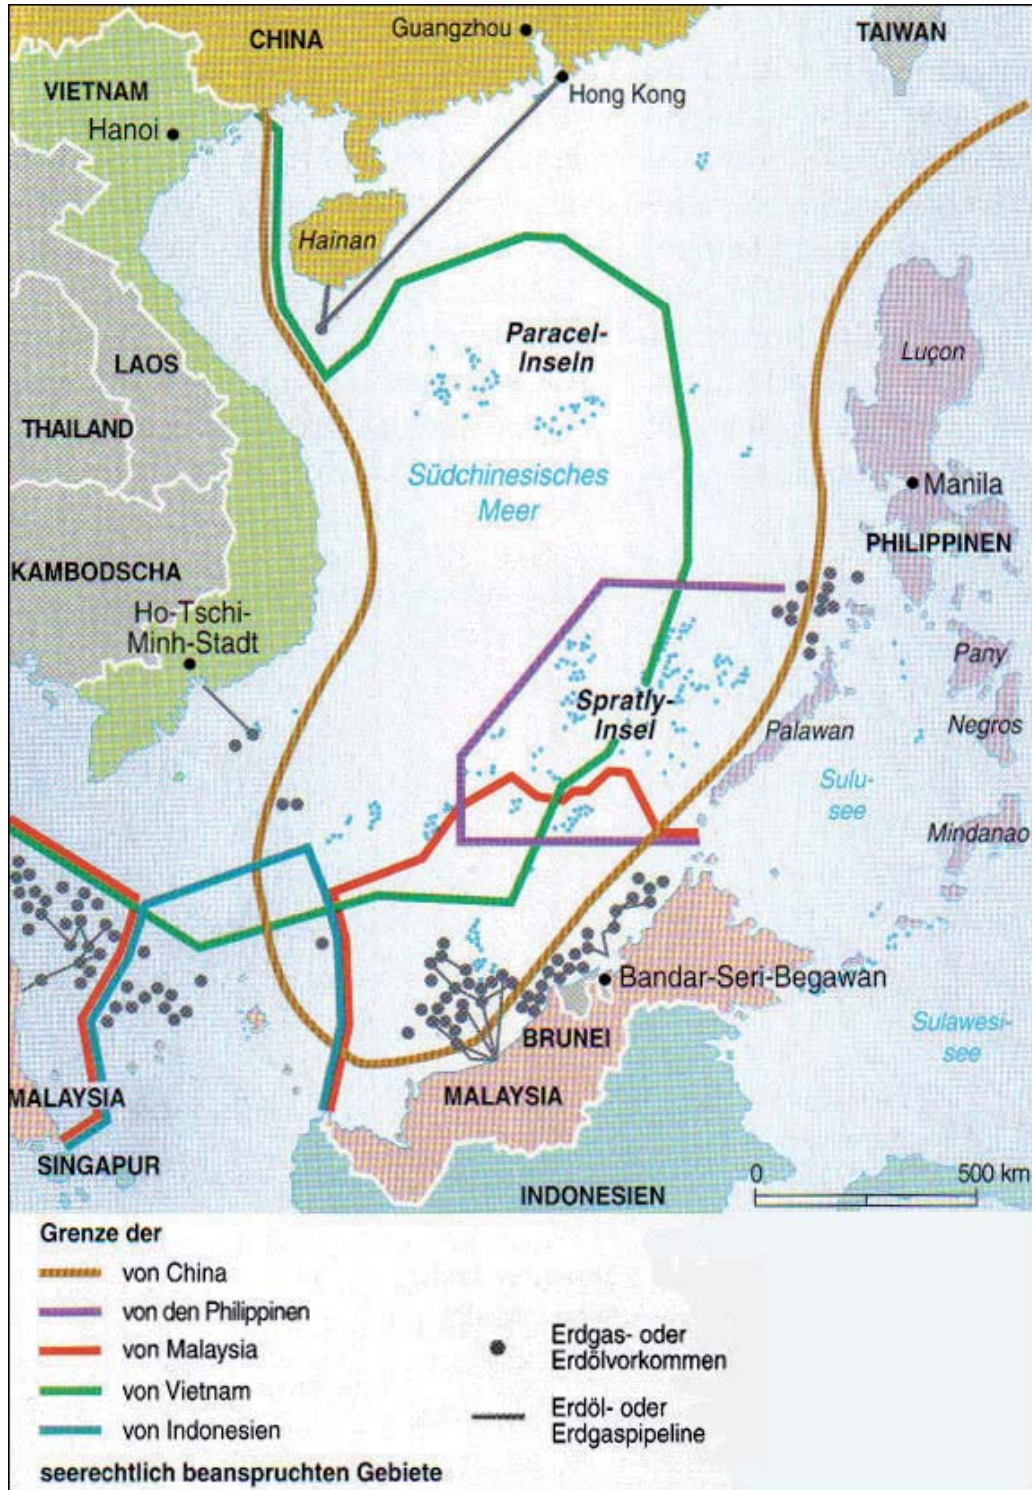 CHINA
Guangzhou
TAIWAN
VIETNAM
Hanoi
Hong Kong
Hainan
Paracel-
Inseln
Luçon
LAOS
THAILAND
Südchinesisches
Meer
Manila
PHILIPPINEN
KAMBODSCHA
Ho-Tschi-
Minh-Stadt
Pany
Spratly-
Insel
Palawan
Negros
Sulu-
see
Mindanao
Bandar-Seri-Begawan
BRUNEI
Sulawesi-
see
MALAYSIA
MALAYSIA
SINGAPUR
INDONESIEN
0 500 km
Grenze der
von China
von den Philippinen
von Malaysia
von Vietnam
von Indonesien
seerechtlich beanspruchten Gebiete
Erdgas- oder
Erdölvorkommen
Erdöl- oder
Erdgaspipeline